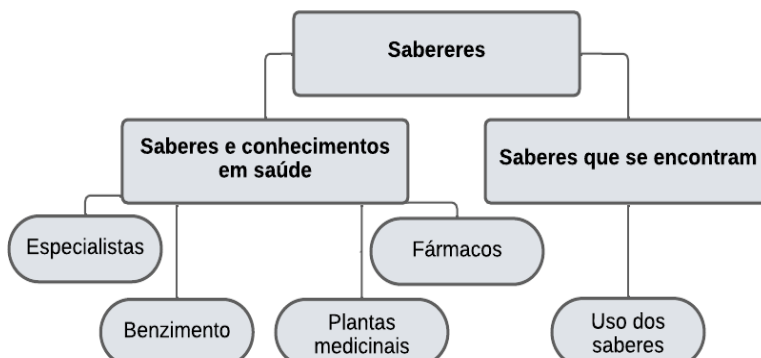 Sabereres
Saberes e conhecimentos
em saúde
Saberes que se encontram
Especialistas
Fármacos
Benzimento
Plantas
medicinais
Uso dos
saberes